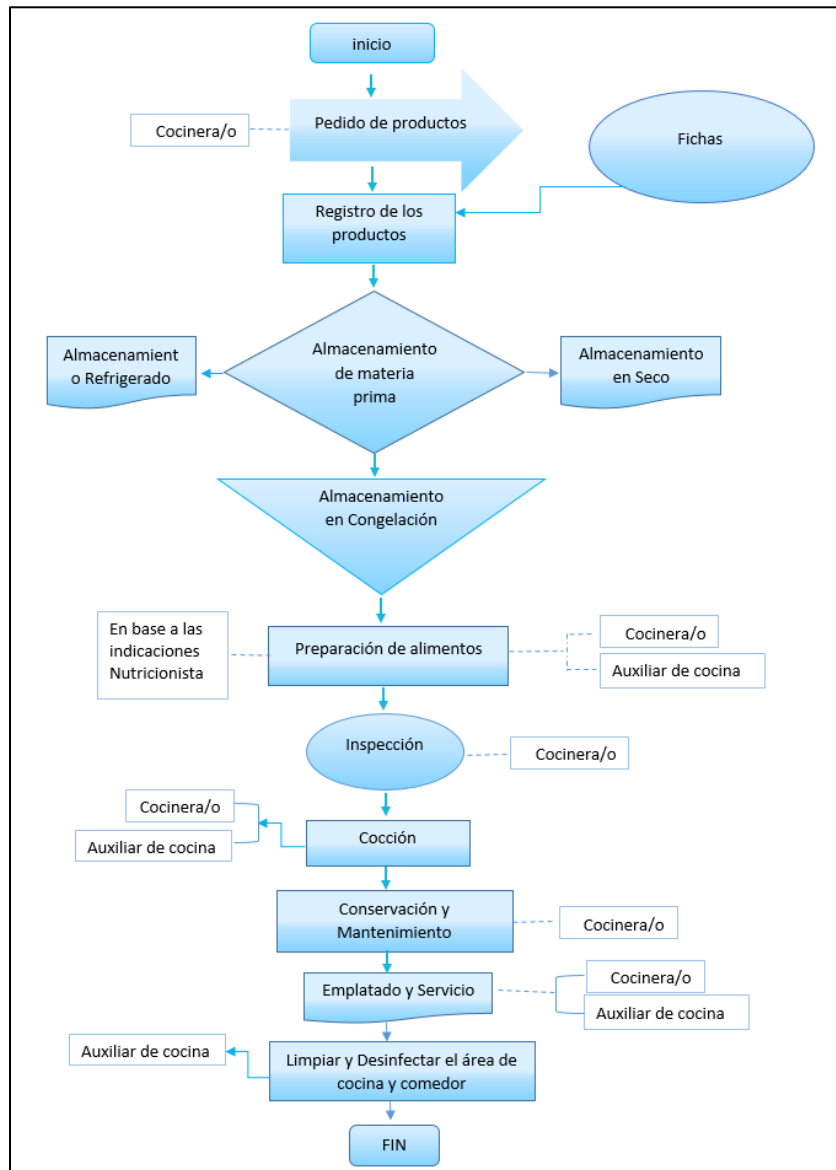 inicio
Cocinera/o
Pedido de productos
Fichas
Registro de los
productos
Almacenamient
o Refrigerado
Almacenamiento
de materia
prima
Almacenamiento
en Seco
Almacenamiento
en Congelación
En base a las
indicaciones
Nutricionista
Preparación de alimentos
Cocinera/o
Auxiliar de cocina
Inspección
Cocinera/o
Cocinera/o
Auxiliar de cocina
Cocción
Conservación y
Mantenimiento
Cocinera/o
Emplatado y Servicio
Cocinera/o
Auxiliar de cocina
Auxiliar de cocina
Limpiar y Desinfectar el área de
cocina y comedor
FIN